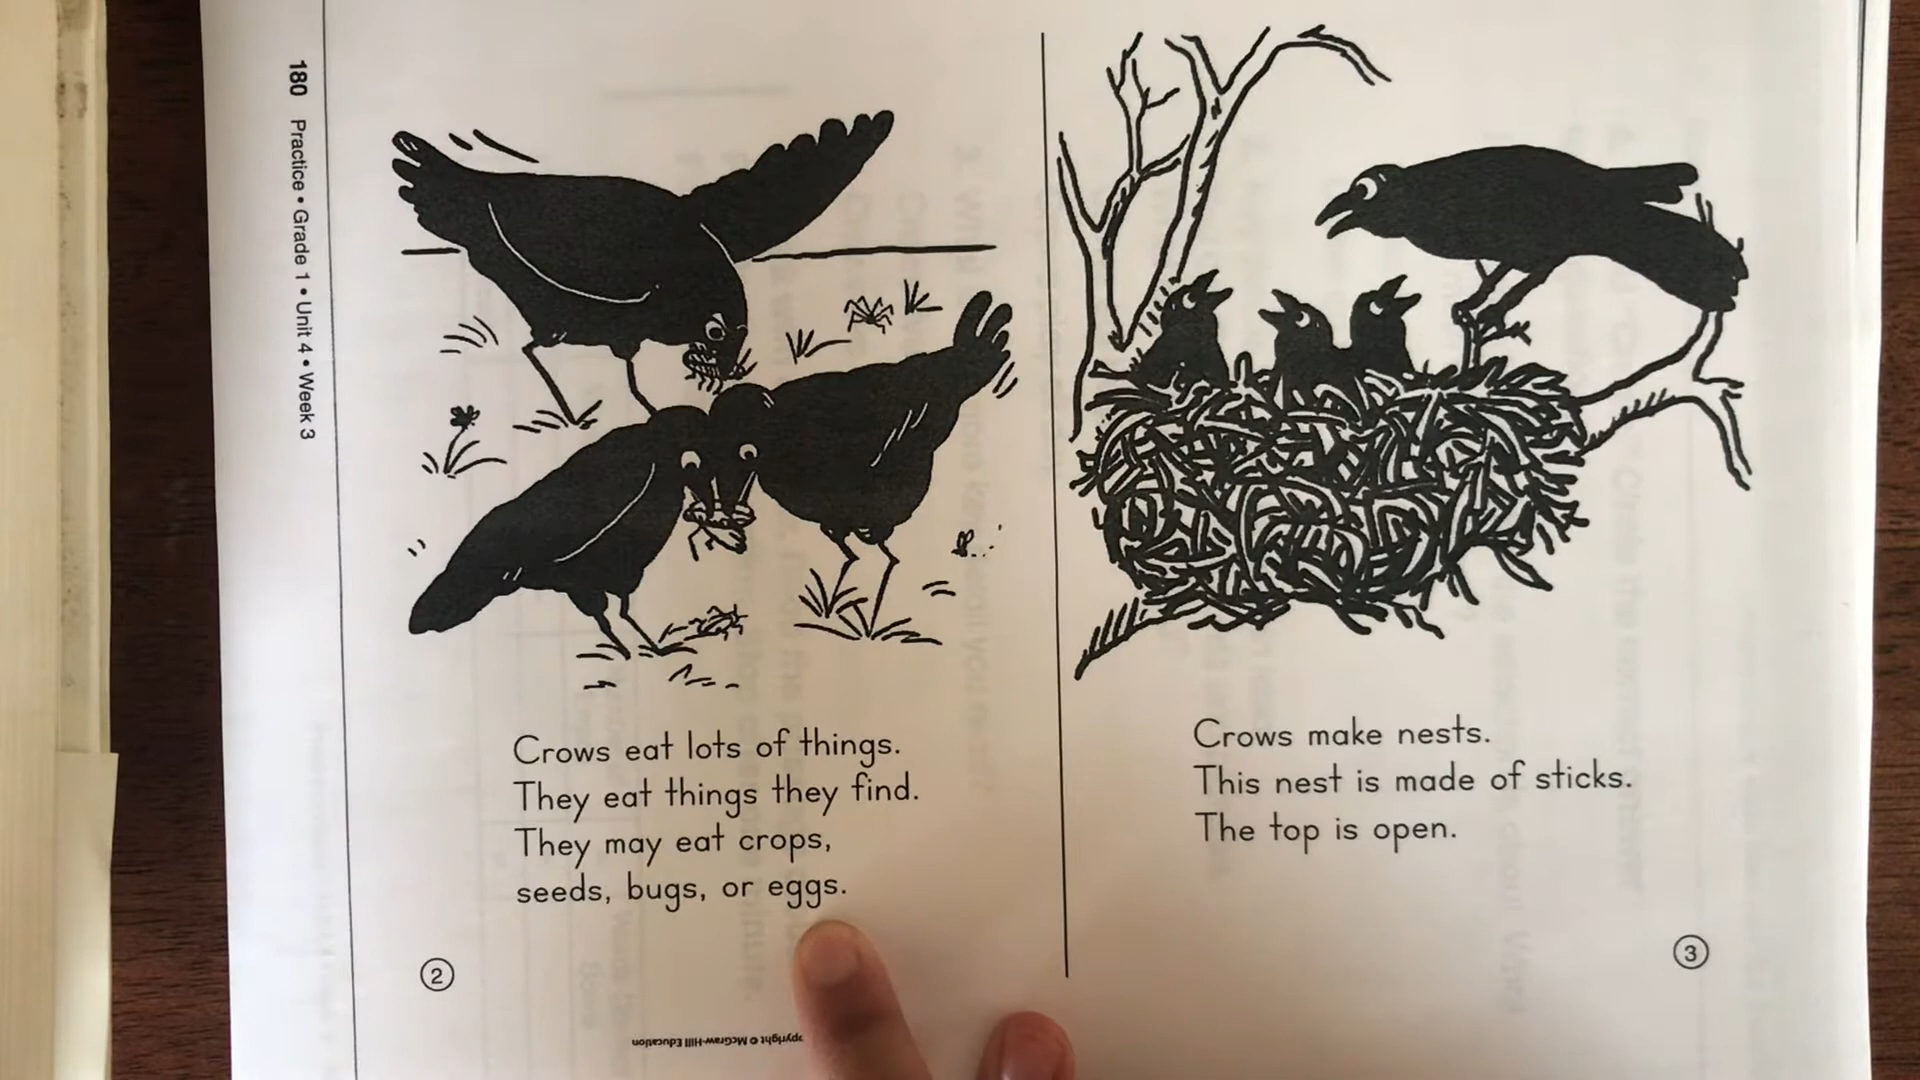 180 Practice • Grade 1 • Unit 4 • Week 3
Crows eat lots of things.
They eat things they find.
They may eat crops,
seeds, bugs, or eggs.
2
Crows make nests.
This nest is made of sticks.
The top is open.
3
© McGraw-Hill Education